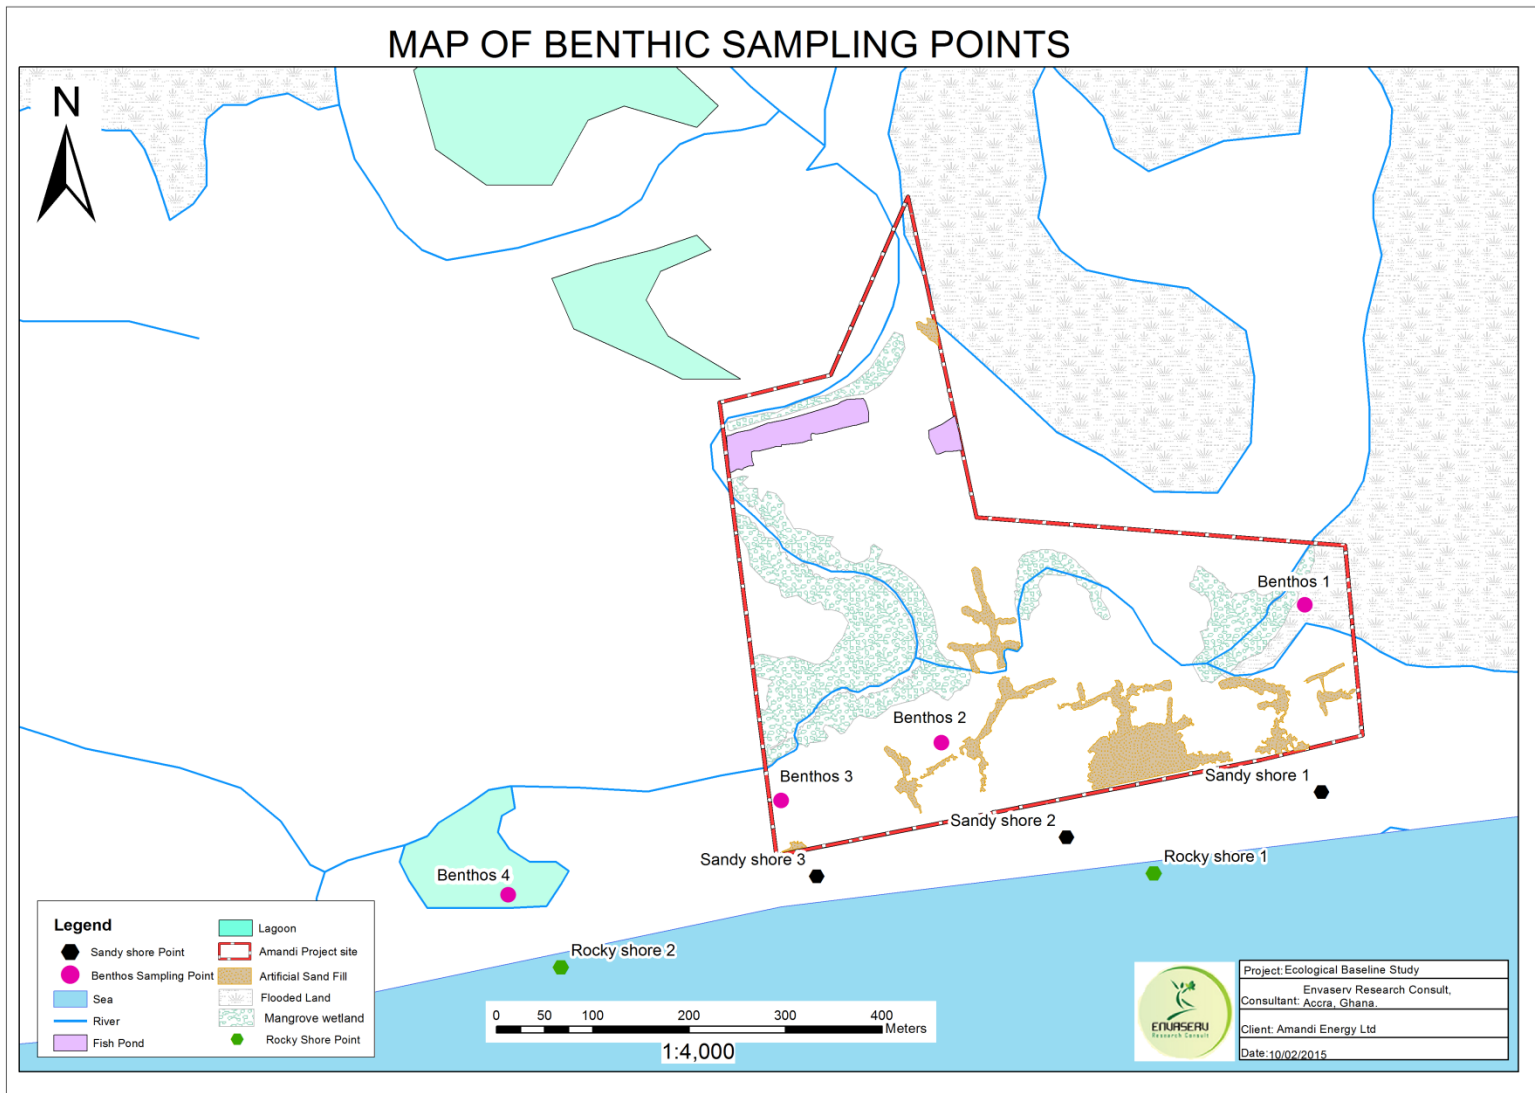 MAP OF BENTHIC SAMPLING POINTS
N
Benthos 1
Benthos 2
Benthos 3
Sandy shore 1
Sandy shore 2
Sandy shore 3
Rocky shore 1
Benthos 4
Rocky shore 2
Legend
Sandy shore Point
Benthos Sampling Point
Sea
River
Fish Pond
Lagoon
Amandi Project site
Artificial Sand Fill
Flooded Land
Mangrove wetland
Rocky Shore Point
0 50 100 200 300 400
Meters
1:4,000
ENVASERV
Research Consult
Project: Ecological Baseline Study
Consultant: Envaserv Research Consult,
Accra, Ghana.
Client: Amandi Energy Ltd
Date: 10/02/2015